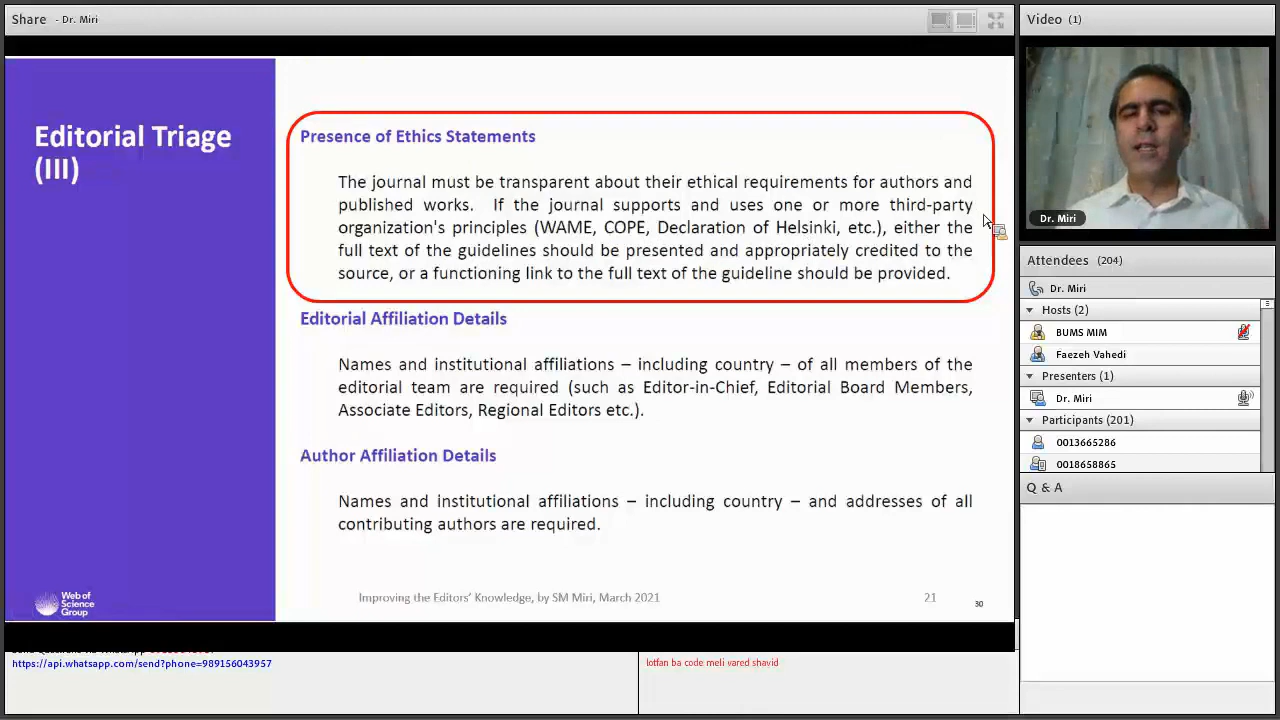 Share - Dr. Miri
Editorial Triage
(III)
Presence of Ethics Statements
The journal must be transparent about their ethical requirements for authors and
published works. If the journal supports and uses one or more third-party
organization's principles (WAME, COPE, Declaration of Helsinki, etc.), either the
full text of the guidelines should be presented and appropriately credited to the
source, or a functioning link to the full text of the guideline should be provided.
Editorial Affiliation Details
Names and institutional affiliations – including country – of all members of the
editorial team are required (such as Editor-in-Chief, Editorial Board Members,
Associate Editors, Regional Editors etc.).
Author Affiliation Details
Names and institutional affiliations – including country – and addresses of all
contributing authors are required.
Web of
Science
Group
Improving the Editors' Knowledge, by SM Miri, March 2021
21
30
https://api.whatsapp.com/send?phone=989156043957
lotfan ba code meli vared shavid
Video (1)
Dr. Miri
Attendees (204)
Dr. Miri
Hosts (2)
BUMS MIM
Faezeh Vahedi
Presenters (1)
Dr. Miri
Participants (201)
0013665286
0018658865
Q & A